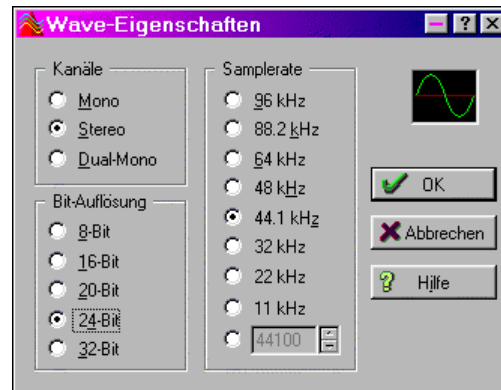 Wave-Eigenschaften
Kanäle
Mono
Stereo
Dual-Mono
Bit-Auflösung
8-Bit
16-Bit
20-Bit
24-Bit
32-Bit
Samplerate
96 kHz
88.2 kHz
64 kHz
48 kHz
44.1 kHz
32 kHz
22 kHz
11 kHz
44100
OK
Abbrechen
Hilfe